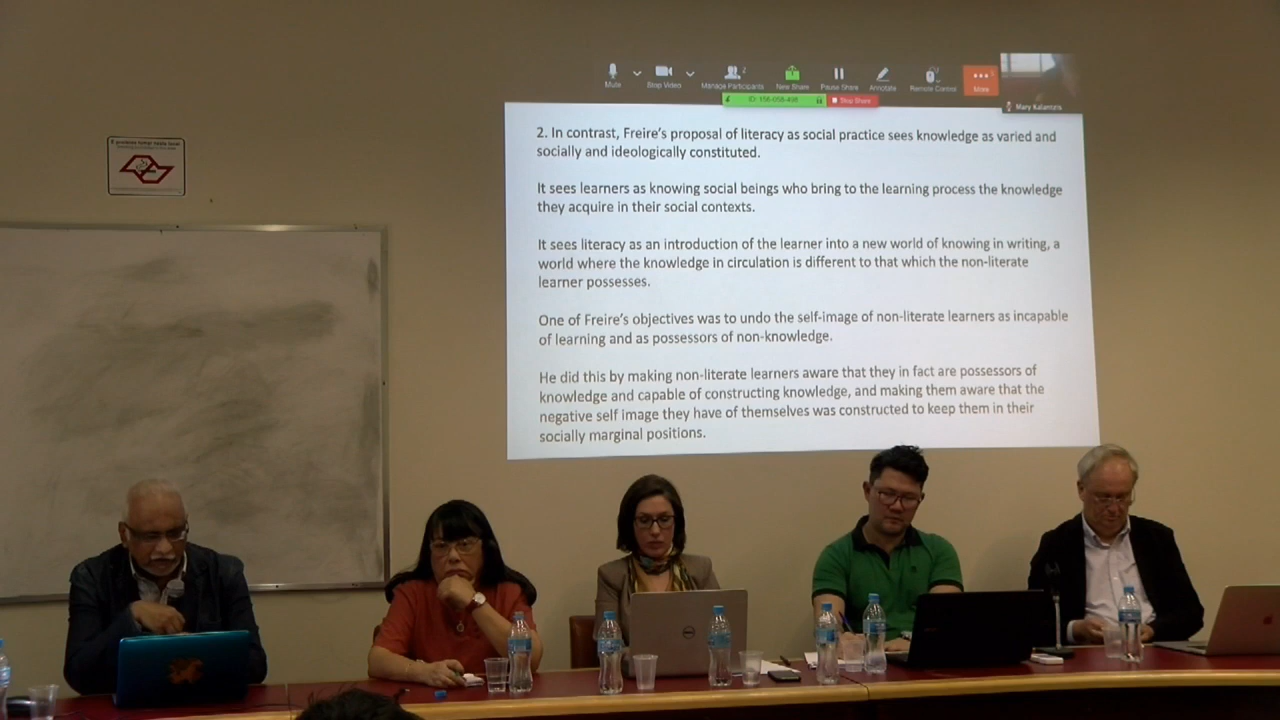 Mute
Stop Video
Manage Participants
New Share
Pause Share
Annotate
Remote Control
More
ID: 156-058-498
Stop Share
Mary Kalantzis
2. In contrast, Freire's proposal of literacy as social practice sees knowledge as varied and
socially and ideologically constituted.
It sees learners as knowing social beings who bring to the learning process the knowledge
they acquire in their social contexts.
It sees literacy as an introduction of the learner into a new world of knowing in writing, a
world where the knowledge in circulation is different to that which the non-literate
learner possesses.
One of Freire's objectives was to undo the self-image of non-literate learners as incapable
of learning and as possessors of non-knowledge.
He did this by making non-literate learners aware that they in fact are possessors of
knowledge and capable of constructing knowledge, and making them aware that the
negative self image they have of themselves was constructed to keep them in their
socially marginal positions.
DELL